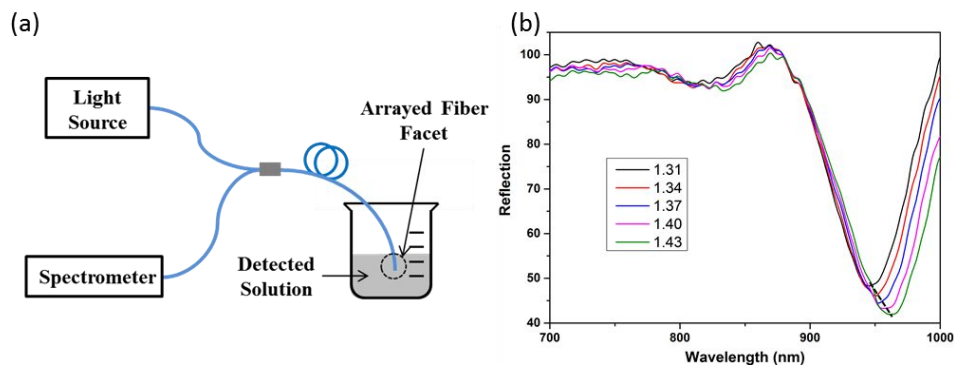 (a)
Light
Source
Arrayed Fiber
Facet
Spectrometer
Detected
Solution
(b)
Reflection
100
90
80
70
60
50
40
1.31
1.34
1.37
1.40
1.43
700
800
900
1000
Wavelength (nm)